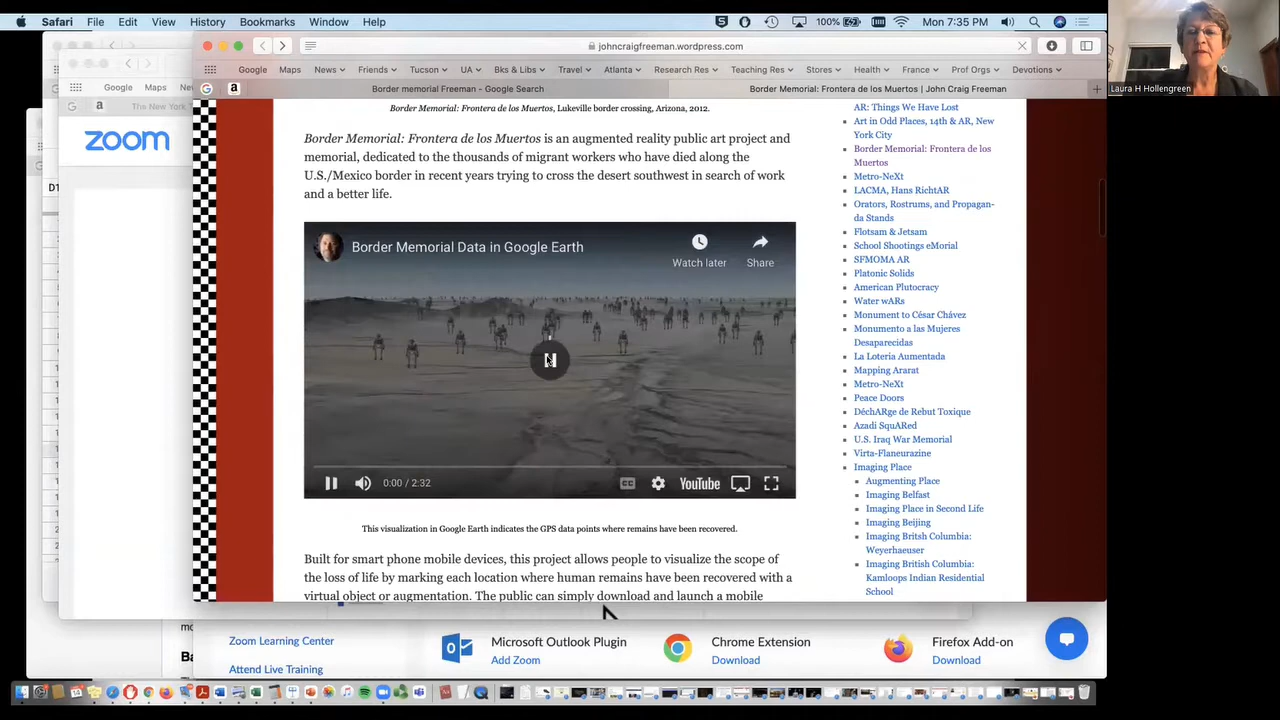 Safari File Edit View History Bookmarks Window Help 100% Mon 7:35 PM
johncraigfreeman.wordpress.com
Google Maps News Friends Tucson UA Bks & Libs Travel Atlanta Research Res Teaching Res Stores Health France Prof Orgs Devotions
Border memorial Freeman - Google Search
Border Memorial: Frontera de los Muertos | John Craig Freeman
Laura H Hollengreen
Google Maps
The New York
zoom
D1
Border Memorial: Frontera de los Muertos, Lukeville border crossing, Arizona, 2012.
Border Memorial: Frontera de los Muertos is an augmented reality public art project and
memorial, dedicated to the thousands of migrant workers who have died along the
U.S./Mexico border in recent years trying to cross the desert southwest in search of work
and a better life.
Border Memorial Data in Google Earth
Watch later
Share
0:00 / 2:32
CC
YouTube
This visualization in Google Earth indicates the GPS data points where remains have been recovered.
Built for smart phone mobile devices, this project allows people to visualize the scope of
the loss of life by marking each location where human remains have been recovered with a
virtual object or augmentation. The public can simply download and launch a mobile
AR: Things We Have Lost
Art in Odd Places, 14th & AR, New
York City
Border Memorial: Frontera de los
Muertos
Metro-NeXt
LACMA, Hans RichtAR
Orators, Rostrums, and Propagan-
da Stands
Flotsam & Jetsam
School Shootings eMorial
SFMOMA AR
Platonic Solids
American Plutocracy
Water wARs
Monument to César Chávez
Monumento a las Mujeres
Desaparecidas
La Loteria Aumentada
Mapping Ararat
Metro-NeXt
Peace Doors
DéchARge de Rebut Toxique
Azadi SquARed
U.S. Iraq War Memorial
Virta-Flaneurazine
Imaging Place
Augmenting Place
Imaging Belfast
Imaging Place in Second Life
Imaging Beijing
Imaging Britsh Columbia:
Weyerhaeuser
Imaging British Columbia:
Kamloops Indian Residential
School
Zoom Learning Center
Attend Live Training
Microsoft Outlook Plugin
Add Zoom
Chrome Extension
Download
Firefox Add-on
Download